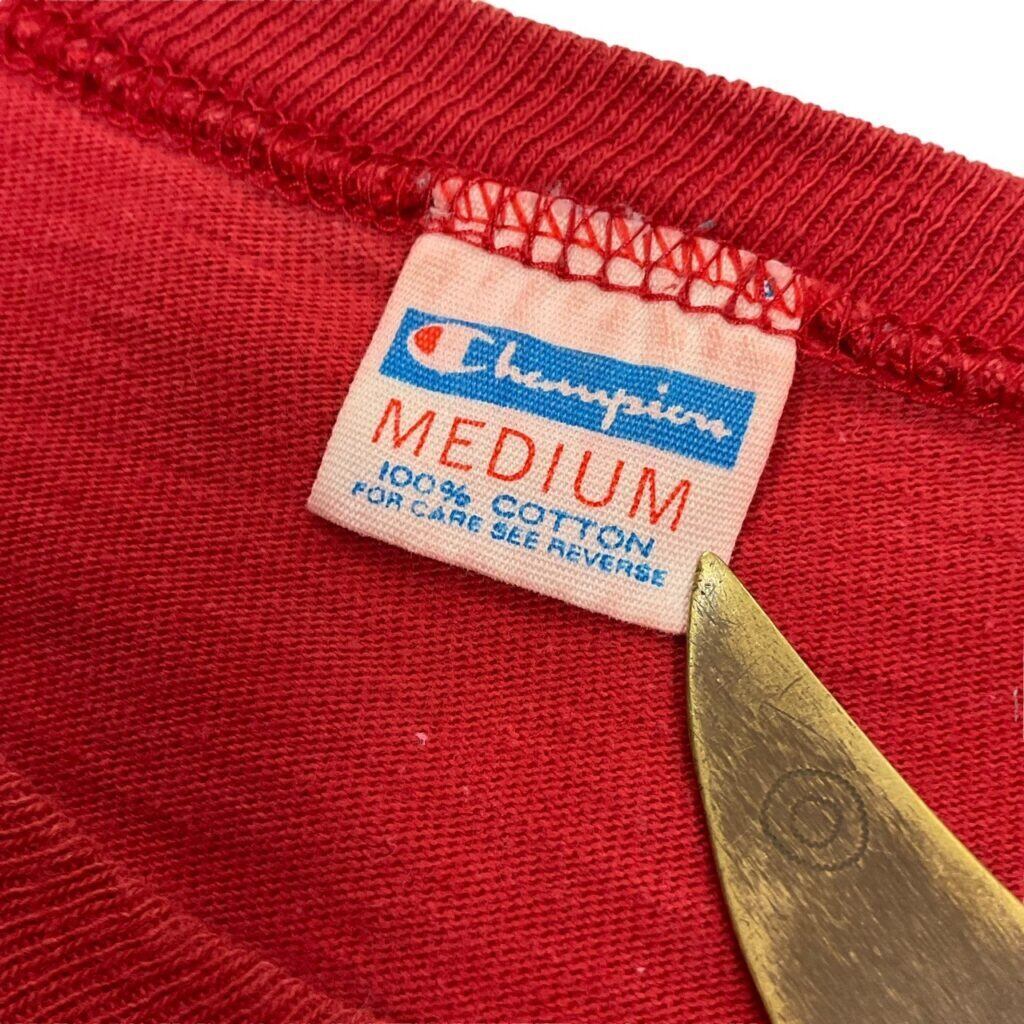 Champion
MEDIUM
100% COTTON
FOR CARE SEE REVERSE